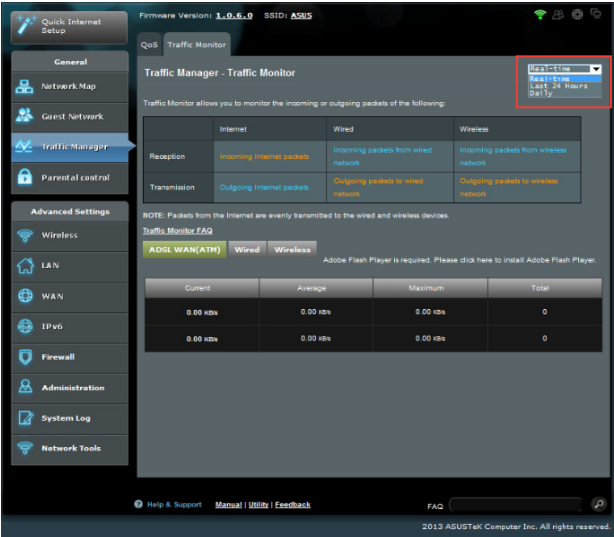 Quick Internet
Setup
Firmware Version: 1.0.6.0 SSID: ASUS
QoS Traffic Monitor
General
Network Map
Guest Network
Traffic Manager
Parental control
Advanced Settings
Wireless
LAN
WAN
IPv6
Firewall
Administration
System Log
Network Tools
Traffic Manager - Traffic Monitor
Real-time
Real-time
Last 24 Hours
Daily
Traffic Monitor allows you to monitor the incoming or outgoing packets of the following:
Internet Wired Wireless
Reception Incoming Internet packets Incoming packets from wired network Incoming packets from wireless network
Transmission Outgoing Internet packets Outgoing packets to wired network Outgoing packets to wireless network
NOTE: Packets from the Internet are evenly transmitted to the wired and wireless devices.
Traffic Monitor FAQ
ADSL WAN(ATM) Wired Wireless
Adobe Flash Player is required. Please click here to install Adobe Flash Player.
Current Average Maximum Total
0.00 KB/s 0.00 KB/s 0.00 KB/s 0
0.00 KB/s 0.00 KB/s 0.00 KB/s 0
Help & Support Manual | Utility | Feedback FAQ
2013 ASUSTeK Computer Inc. All rights reserved.